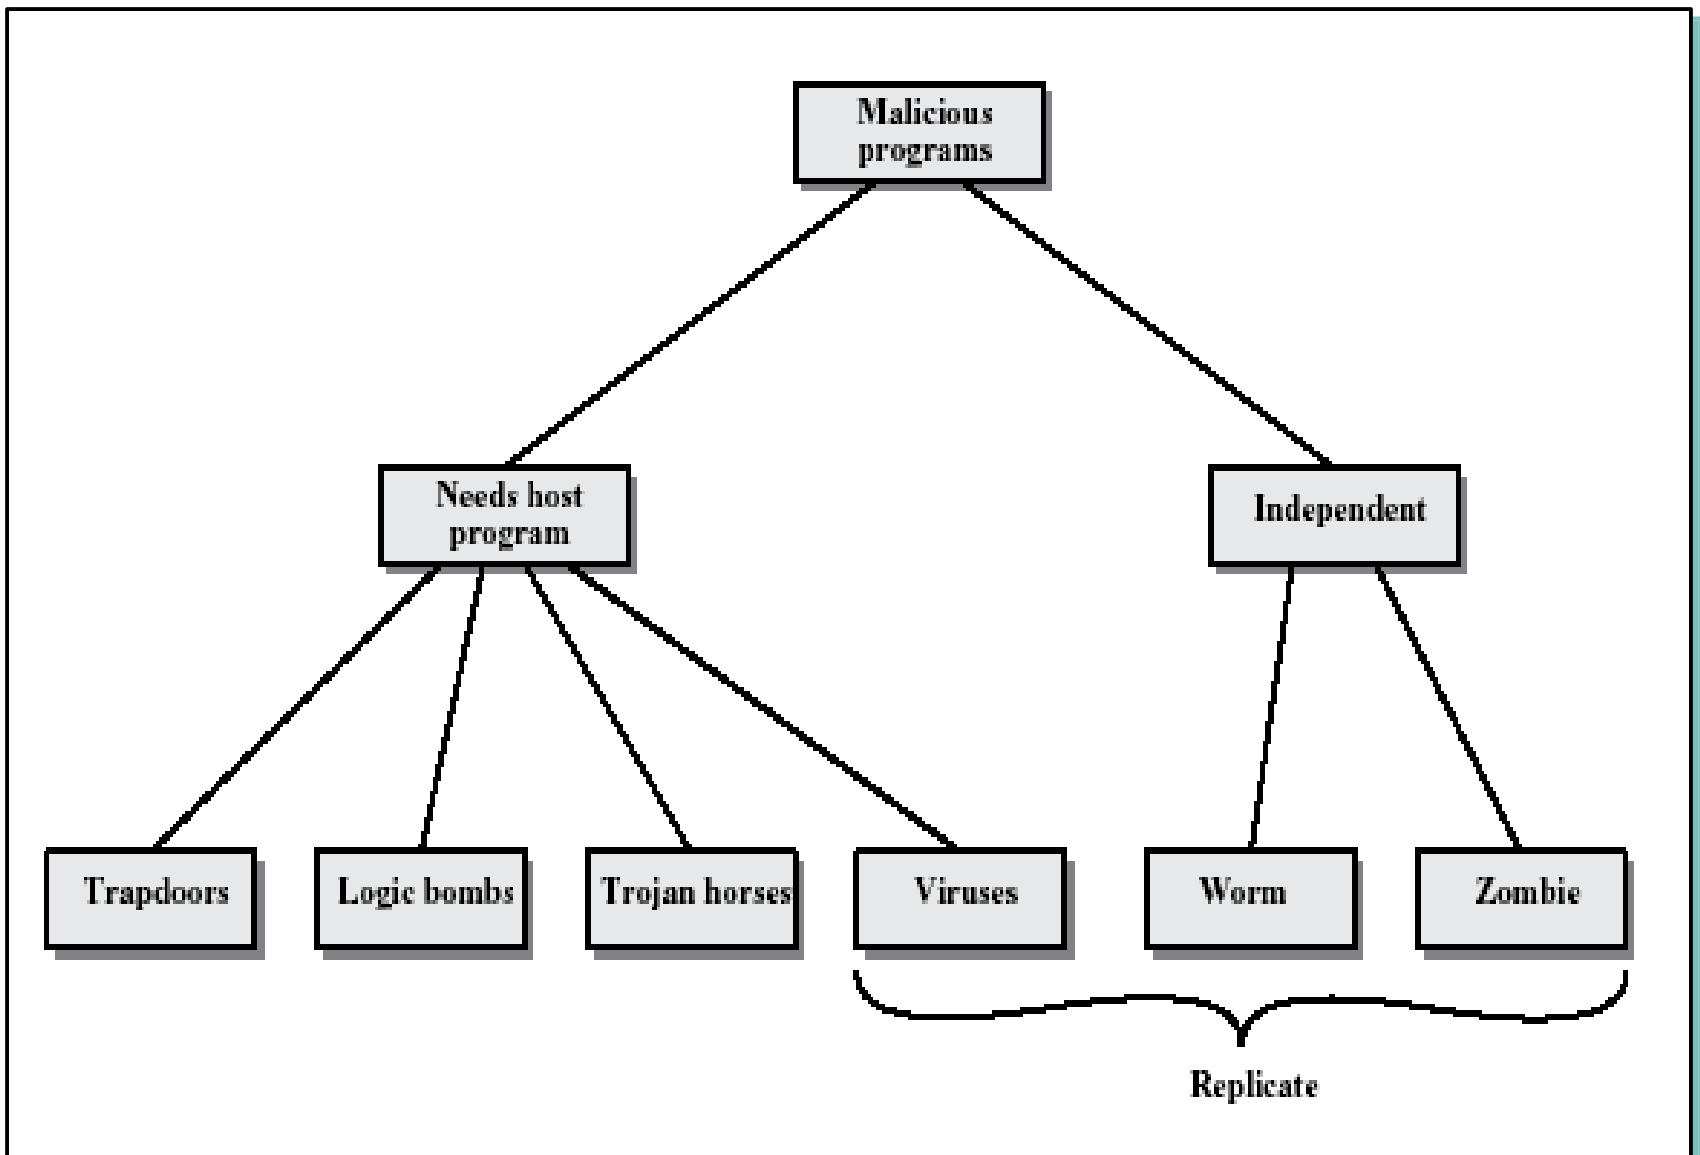 Malicious
programs
Needs host
program
Independent
Trapdoors
Logic bombs
Trojan horses
Viruses
Worm
Zombie
Replicate